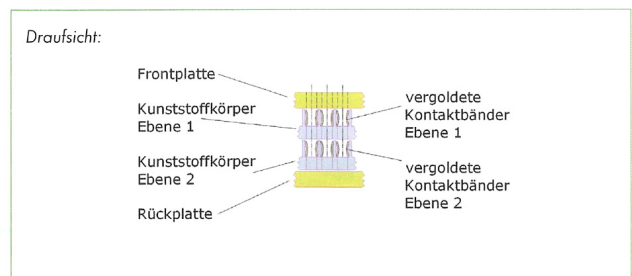 Draufsicht:
Frontplatte
Kunststoffkörper
Ebene 1
Kunststoffkörper
Ebene 2
Rückplatte
vergoldete
Kontaktbänder
Ebene 1
vergoldete
Kontaktbänder
Ebene 2